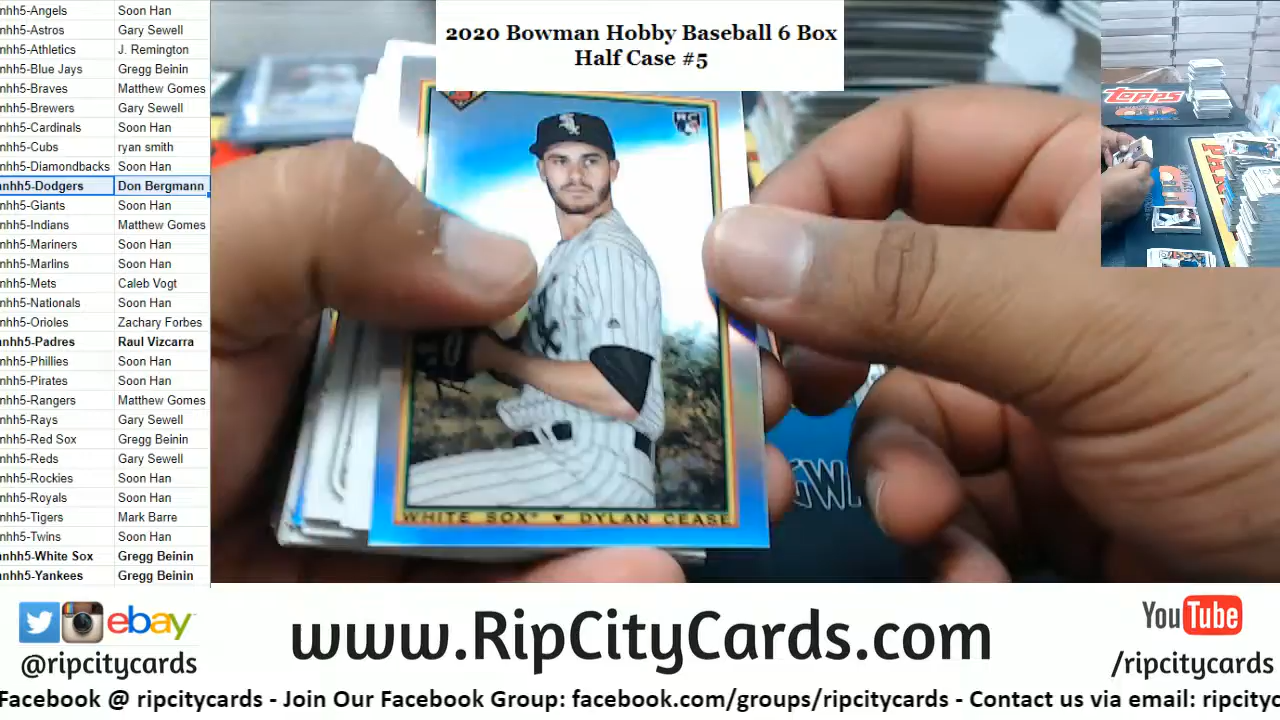 2020 Bowman Hobby Baseball 6 Box
Half Case #5
nhh5-Angels Soon Han
nhh5-Astros Gary Sewell
nhh5-Athletics J. Remington
nhh5-Blue Jays Gregg Beinin
nhh5-Braves Matthew Gomes
nhh5-Brewers Gary Sewell
nhh5-Cardinals Soon Han
nhh5-Cubs ryan smith
nhh5-Diamondbacks Soon Han
nhh5-Dodgers Don Bergmann
nhh5-Giants Soon Han
nhh5-Indians Matthew Gomes
nhh5-Mariners Soon Han
nhh5-Marlins Soon Han
nhh5-Mets Caleb Vogt
nhh5-Nationals Soon Han
nhh5-Orioles Zachary Forbes
nhh5-Padres Raul Vizcarra
nhh5-Phillies Soon Han
nhh5-Pirates Soon Han
nhh5-Rangers Matthew Gomes
nhh5-Rays Gary Sewell
nhh5-Red Sox Gregg Beinin
nhh5-Reds Gary Sewell
nhh5-Rockies Soon Han
nhh5-Royals Soon Han
nhh5-Tigers Mark Barre
nhh5-Twins Soon Han
nhh5-White Sox Gregg Beinin
nhh5-Yankees Gregg Beinin
RC
WHITE SOX ▼ DYLAN CEASE
TOPPS
ebay
@ripcitycards
www.RipCityCards.com
YouTube
/ripcitycards
Facebook @ ripcitycards - Join Our Facebook Group: facebook.com/groups/ripcitycards - Contact us via email: ripcityc